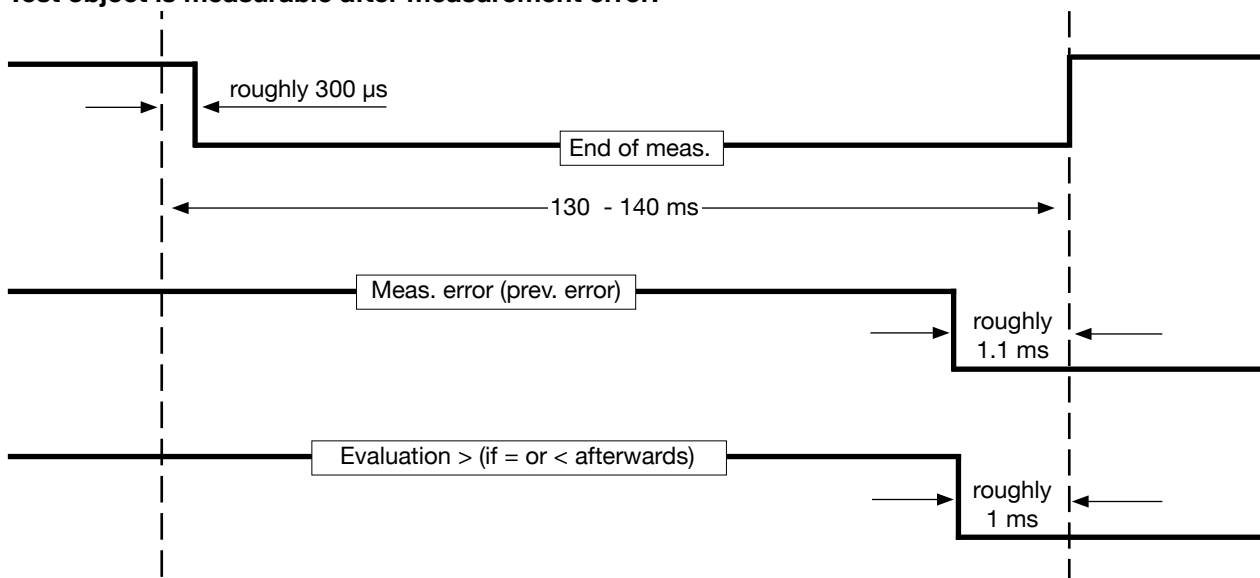 Test object is measurable after measurement error:
roughly 300 µs
End of meas.
130 - 140 ms
Meas. error (prev. error)
roughly
1.1 ms
Evaluation > (if = or < afterwards)
roughly
1 ms